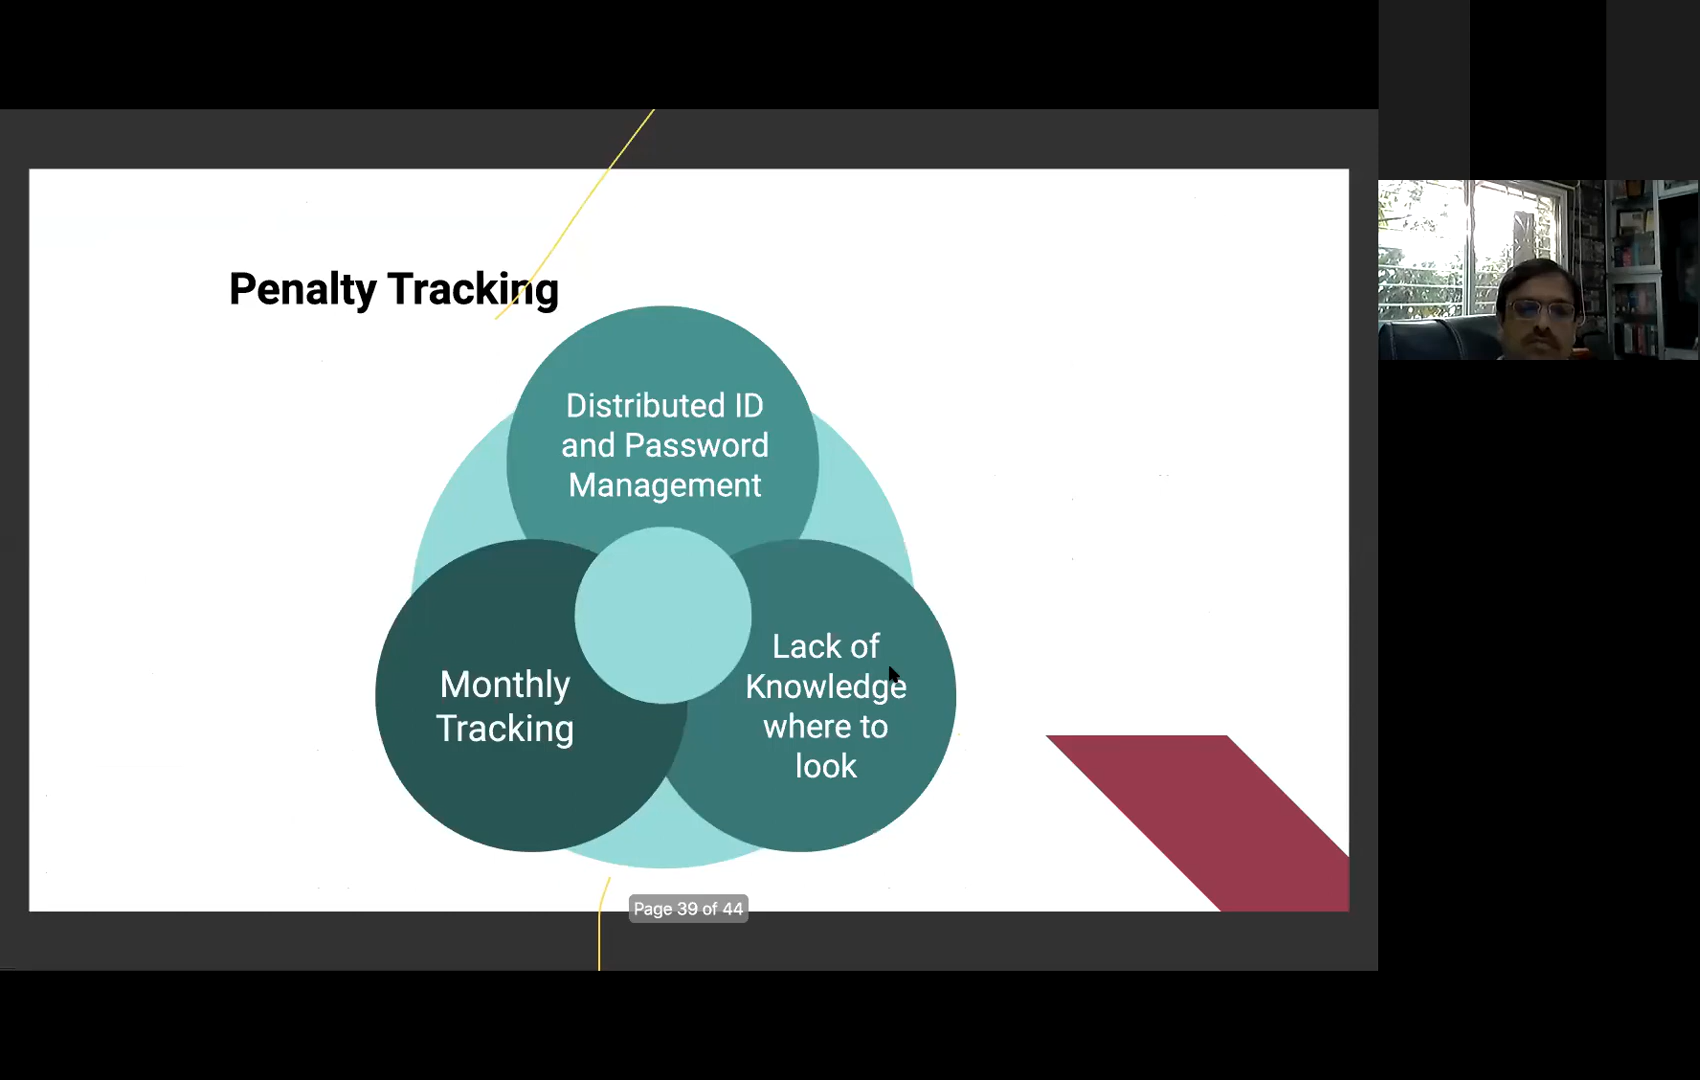 Penalty Tracking
Distributed ID
and Password
Management
Monthly
Tracking
Lack of
Knowledge
where to
look
Page 39 of 44